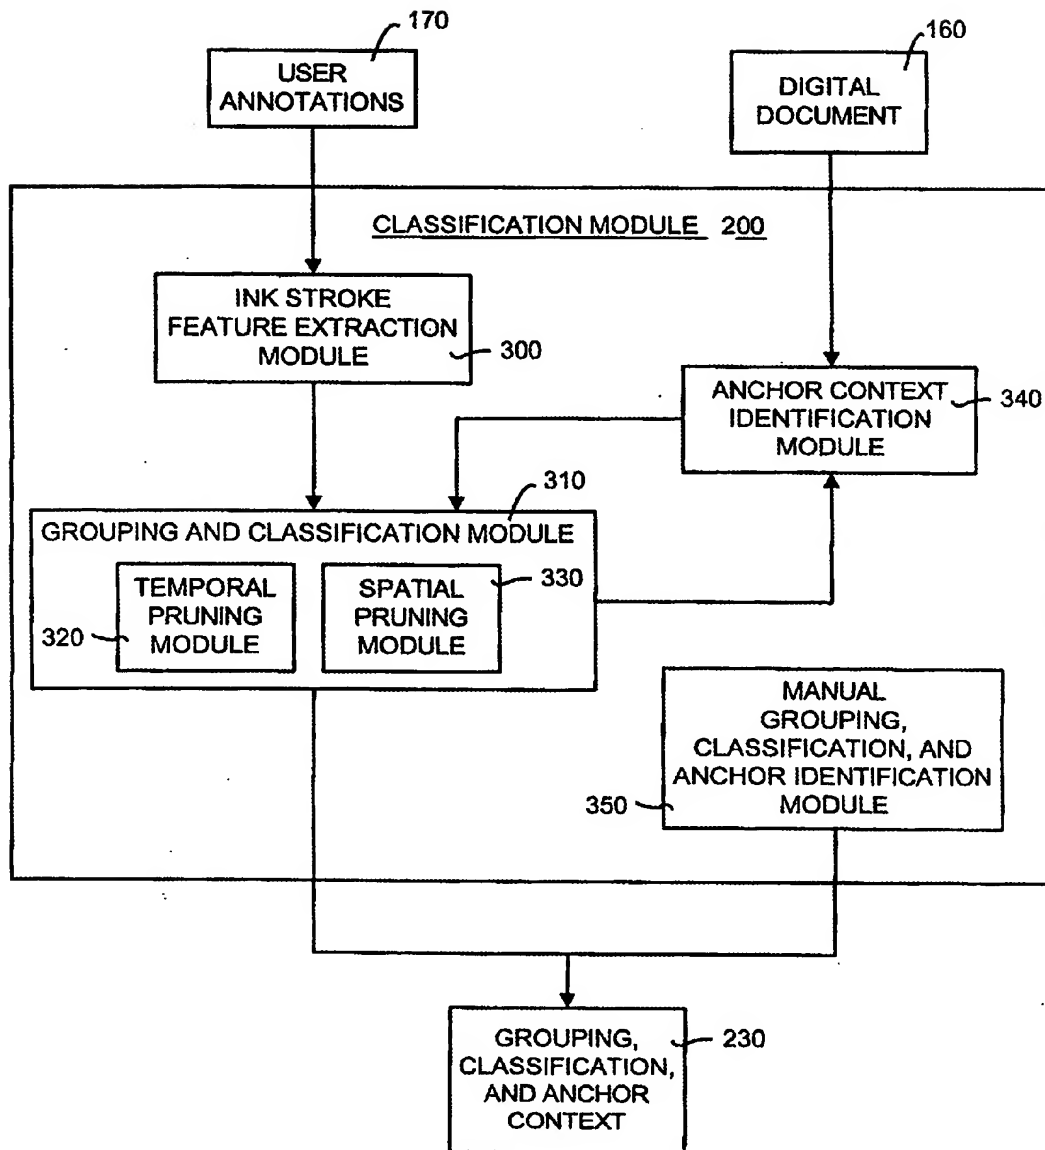 170
USER
ANNOTATIONS
160
DIGITAL
DOCUMENT
CLASSIFICATION MODULE 200
INK STROKE
FEATURE EXTRACTION
MODULE
300
ANCHOR CONTEXT
IDENTIFICATION
MODULE
340
310
GROUPING AND CLASSIFICATION MODULE
TEMPORAL
PRUNING
MODULE
320
SPATIAL
PRUNING
MODULE
330
MANUAL
GROUPING,
CLASSIFICATION, AND
ANCHOR IDENTIFICATION
MODULE
350
GROUPING,
CLASSIFICATION,
AND ANCHOR
CONTEXT
230